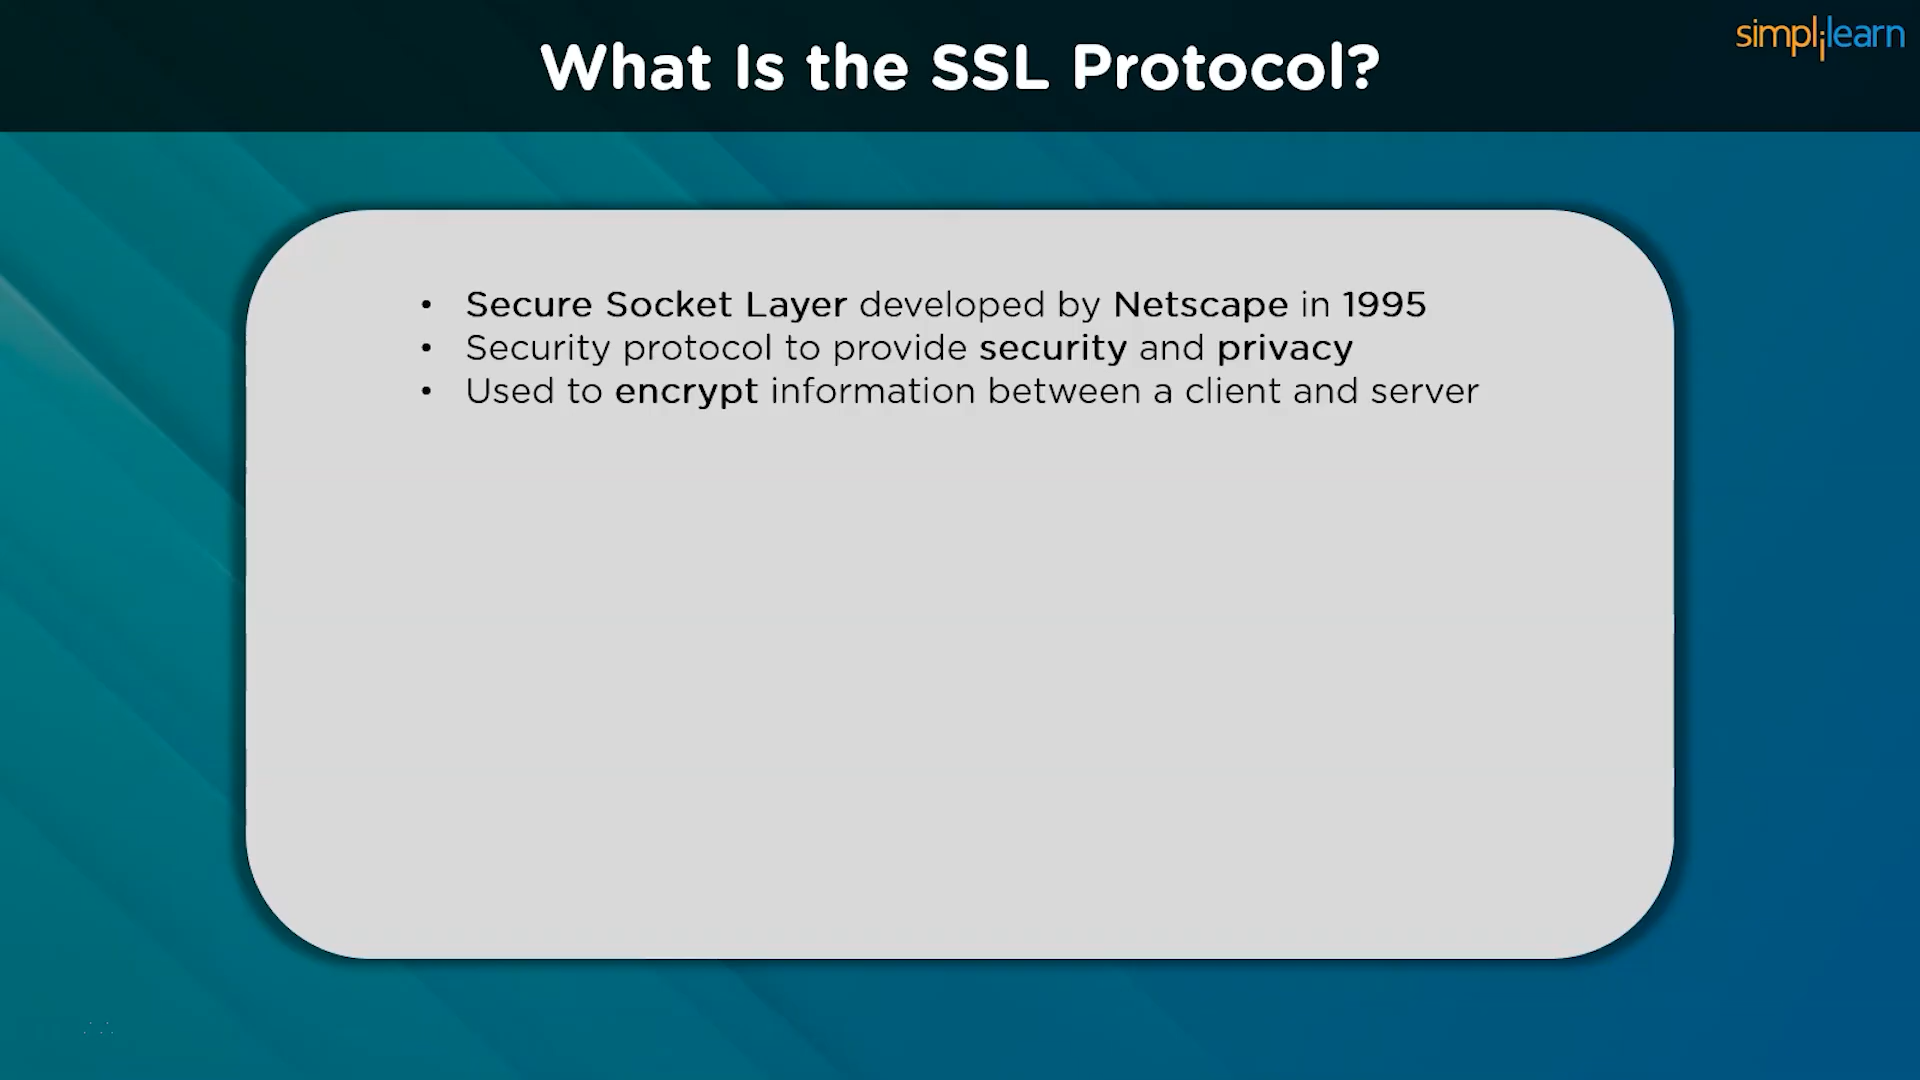 What Is the SSL Protocol?
simplilearn
• Secure Socket Layer developed by Netscape in 1995
• Security protocol to provide security and privacy
• Used to encrypt information between a client and server